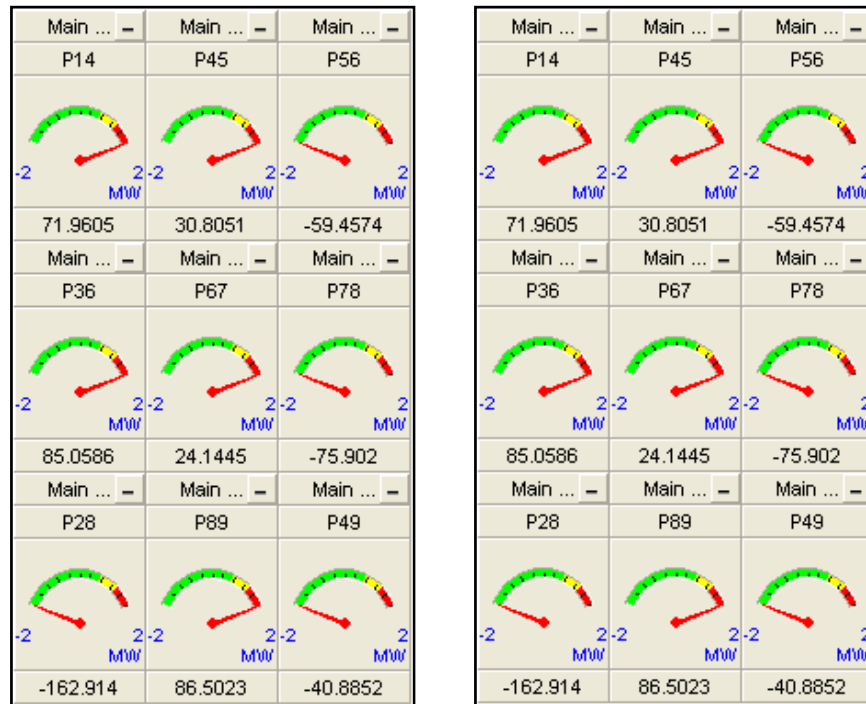 Main ... – Main ... – Main ... –
P14 P45 P56
-2 2 -2 2 -2 2
MW MW MW
71.9605 30.8051 -59.4574
Main ... – Main ... – Main ... –
P36 P67 P78
-2 2 -2 2 -2 2
MW MW MW
85.0586 24.1445 -75.902
Main ... – Main ... – Main ... –
P28 P89 P49
-2 2 -2 2 -2 2
MW MW MW
-162.914 86.5023 -40.8852
Main ... – Main ... – Main ... –
P14 P45 P56
-2 2 -2 2 -2 2
MW MW MW
71.9605 30.8051 -59.4574
Main ... – Main ... – Main ... –
P36 P67 P78
-2 2 -2 2 -2 2
MW MW MW
85.0586 24.1445 -75.902
Main ... – Main ... – Main ... –
P28 P89 P49
-2 2 -2 2 -2 2
MW MW MW
-162.914 86.5023 -40.8852